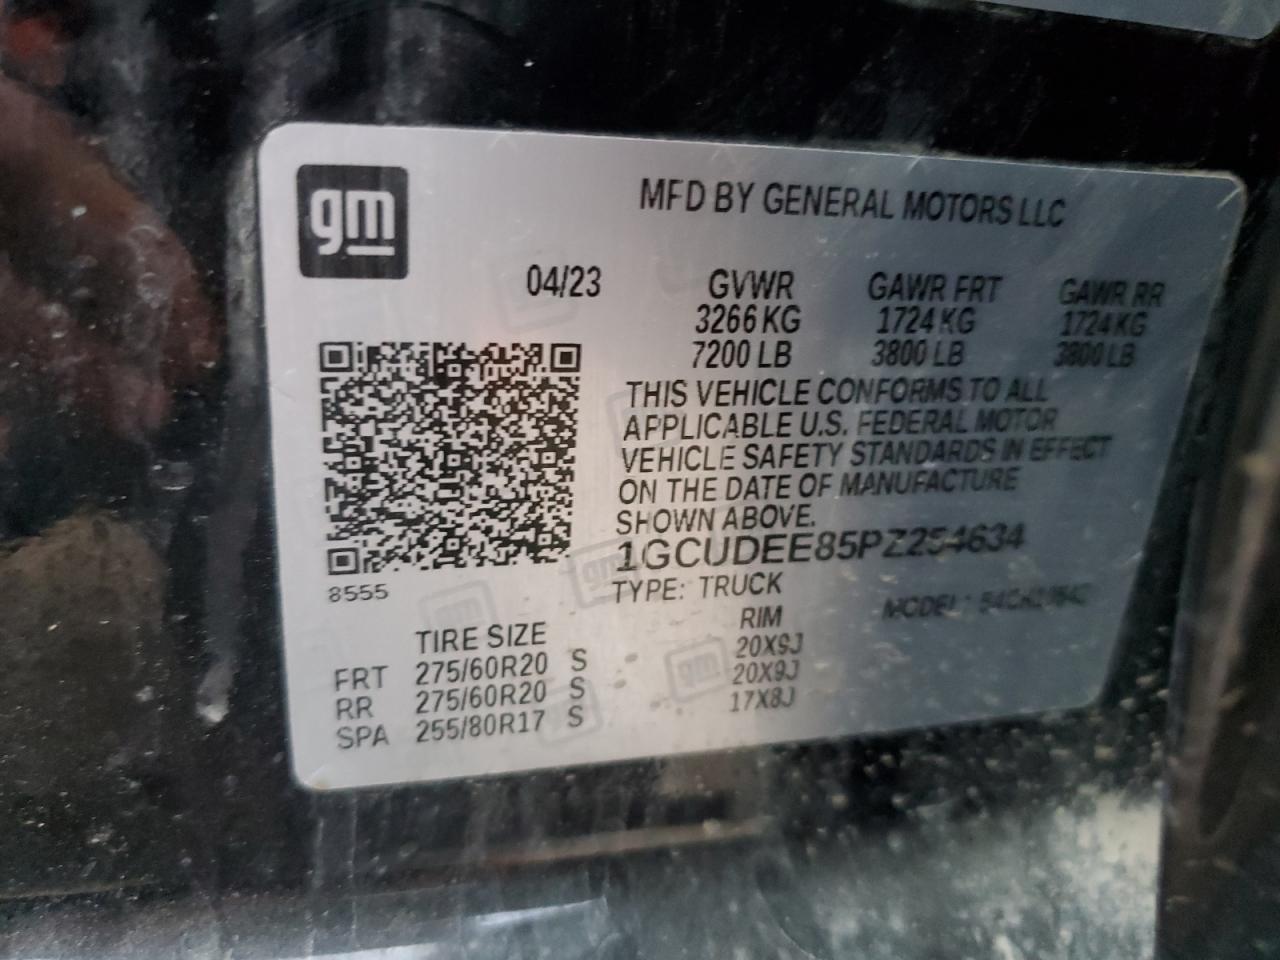 gm
MFD BY GENERAL MOTORS LLC
04/23 GVWR GAWR FRT GAWR RR
3266 KG 1724 KG 1724 KG
7200 LB 3800 LB 3800 LB
THIS VEHICLE CONFORMS TO ALL
APPLICABLE U.S. FEDERAL MOTOR
VEHICLE SAFETY STANDARDS IN EFFECT
ON THE DATE OF MANUFACTURE
SHOWN ABOVE.
1GCUDEE85PZ254634
8555
TYPE: TRUCK
MODEL:
TIRE SIZE RIM
FRT 275/60R20 S 20X9J
RR 275/60R20 S 20X9J
SPA 255/80R17 S 17X8J